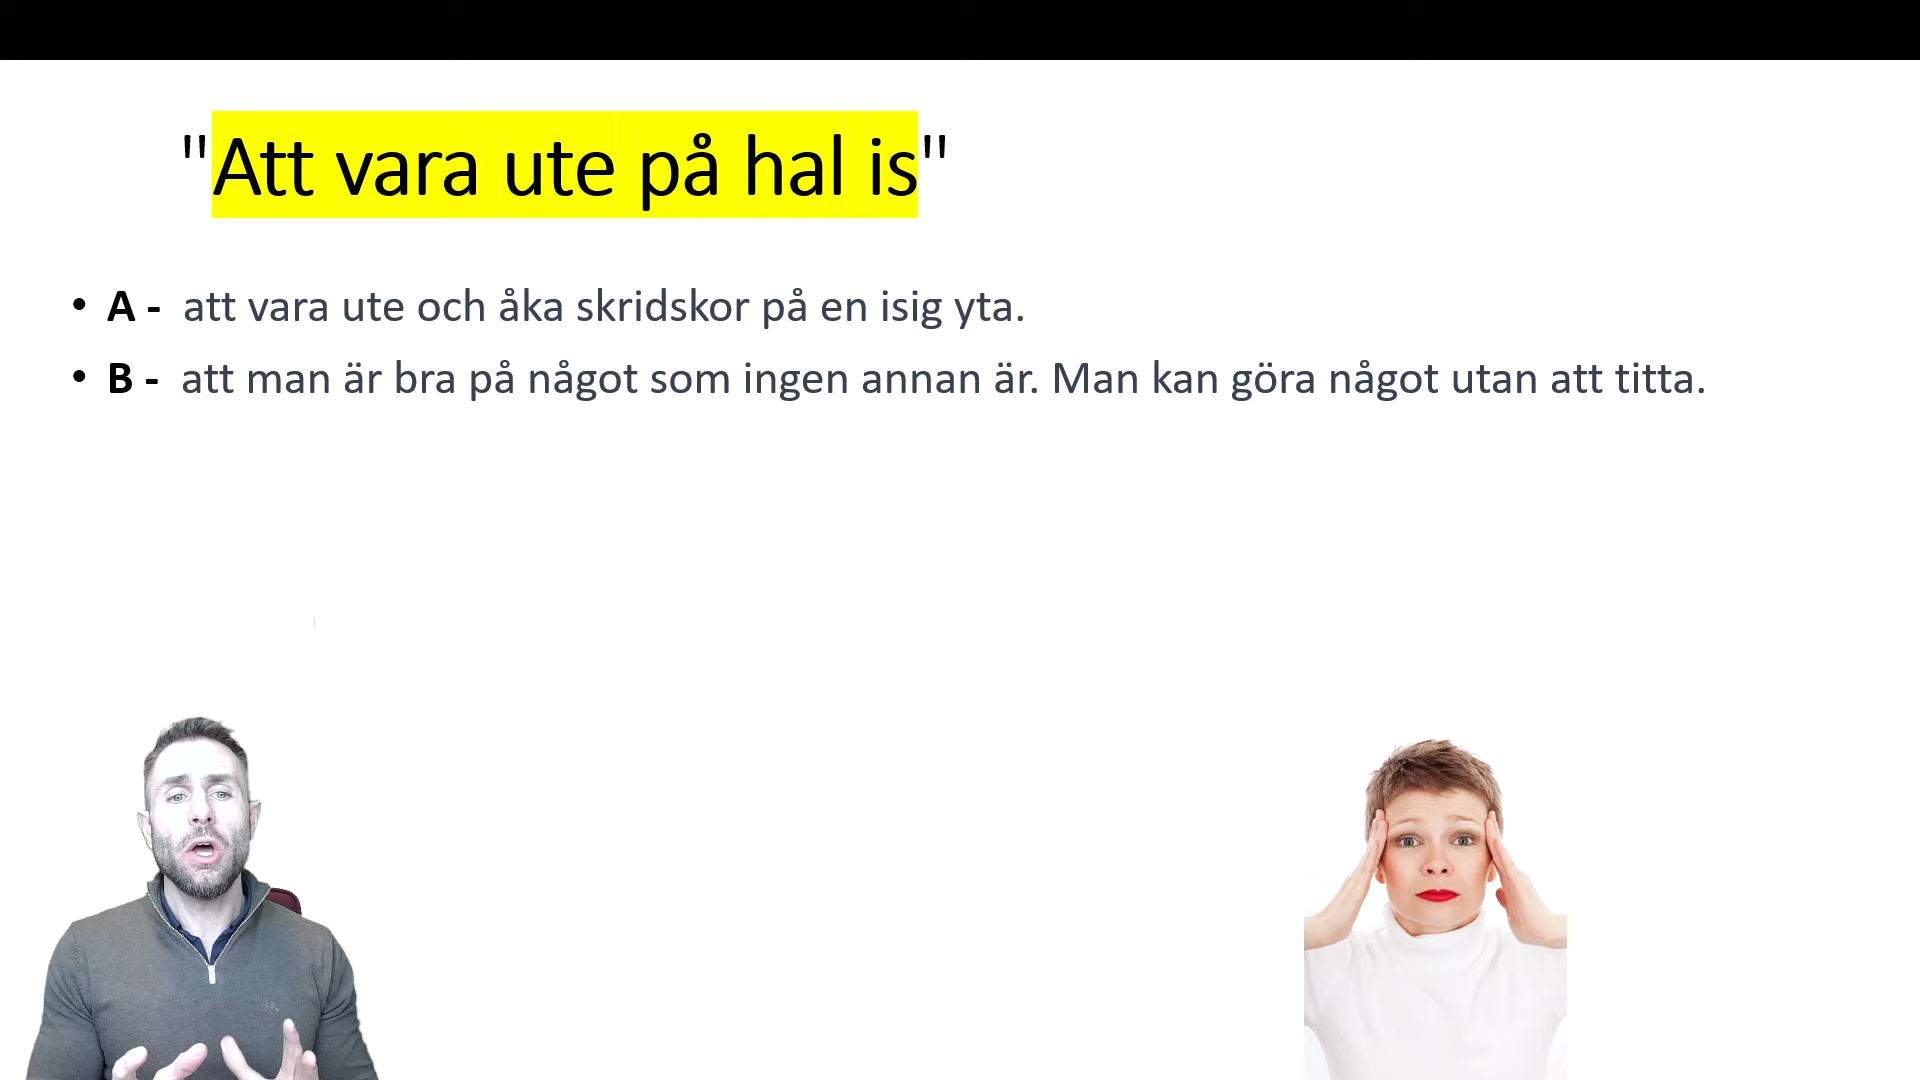 "Att vara ute på hal is"
• A - att vara ute och åka skridskor på en isig yta.
• B - att man är bra på något som ingen annan är. Man kan göra något utan att titta.